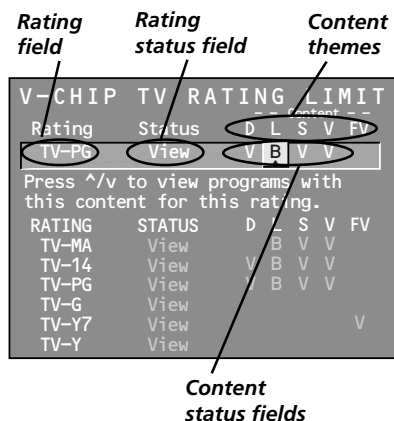 Rating field
Rating status field
Content themes
V-CHIP TV RATING LIMIT
- - Content - -
Rating Status D L S V FV
TV-PG View V B V V
Press ^/v to view programs with
this content for this rating.
RATING STATUS D L S V FV
TV-MA View B V V
TV-14 View V B V V
TV-PG View V B V V
TV-G View
TV-Y7 View V
TV-Y View
Content
status fields